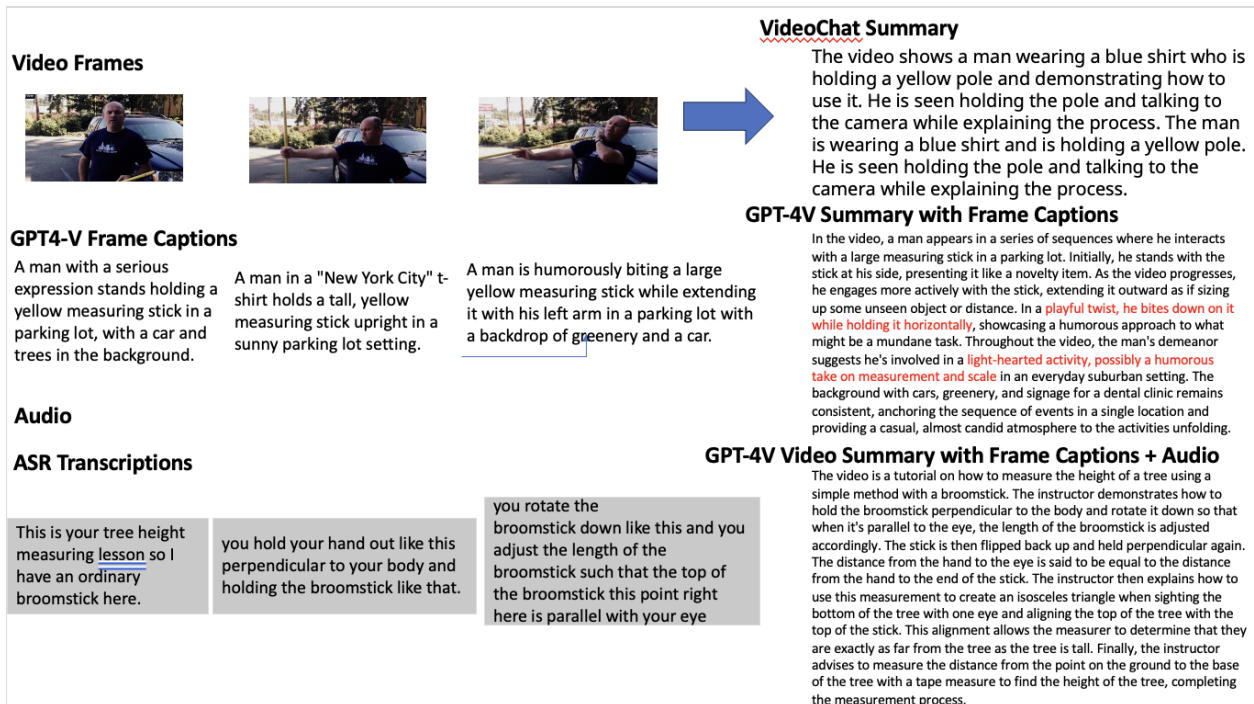 VideoChat Summary
The video shows a man wearing a blue shirt who is
holding a yellow pole and demonstrating how to
use it. He is seen holding the pole and talking to
the camera while explaining the process. The man
is wearing a blue shirt and is holding a yellow pole.
He is seen holding the pole and talking to the
camera while explaining the process.
Video Frames
GPT4-V Frame Captions
A man with a serious
expression stands holding a
yellow measuring stick in a
parking lot, with a car and
trees in the background.
A man in a "New York City" t-
shirt holds a tall, yellow
measuring stick upright in a
sunny parking lot setting.
A man is humorously biting a large
yellow measuring stick while extending
it with his left arm in a parking lot with
a backdrop of greenery and a car.
GPT-4V Summary with Frame Captions
In the video, a man appears in a series of sequences where he interacts
with a large measuring stick in a parking lot. Initially, he stands with the
stick at his side, presenting it like a novelty item. As the video progresses,
he engages more actively with the stick, extending it outward as if sizing
up some unseen object or distance. In a playful twist, he bites down on it
while holding it horizontally, showcasing a humorous approach to what
might be a mundane task. Throughout the video, the man's demeanor
suggests he's involved in a light-hearted activity, possibly a humorous
take on measurement and scale in an everyday suburban setting. The
background with cars, greenery, and signage for a dental clinic remains
consistent, anchoring the sequence of events in a single location and
providing a casual, almost candid atmosphere to the activities unfolding.
Audio
ASR Transcriptions
This is your tree height
measuring lesson so I
have an ordinary
broomstick here.
you hold your hand out like this
perpendicular to your body and
holding the broomstick like that.
you rotate the
broomstick down like this and you
adjust the length of the
broomstick such that the top of
the broomstick this point right
here is parallel with your eye
GPT-4V Video Summary with Frame Captions + Audio
The video is a tutorial on how to measure the height of a tree using a
simple method with a broomstick. The instructor demonstrates how to
hold the broomstick perpendicular to the body and rotate it down so that
when it's parallel to the eye, the length of the broomstick is adjusted
accordingly. The stick is then flipped back up and held perpendicular again.
The distance from the hand to the eye is said to be equal to the distance
from the hand to the end of the stick. The instructor then explains how to
use this measurement to create an isosceles triangle when sighting the
bottom of the tree with one eye and aligning the top of the tree with the
top of the stick. This alignment allows the measurer to determine that they
are exactly as far from the tree as the tree is tall. Finally, the instructor
advises to measure the distance from the point on the ground to the base
of the tree with a tape measure to find the height of the tree, completing
the measurement process.